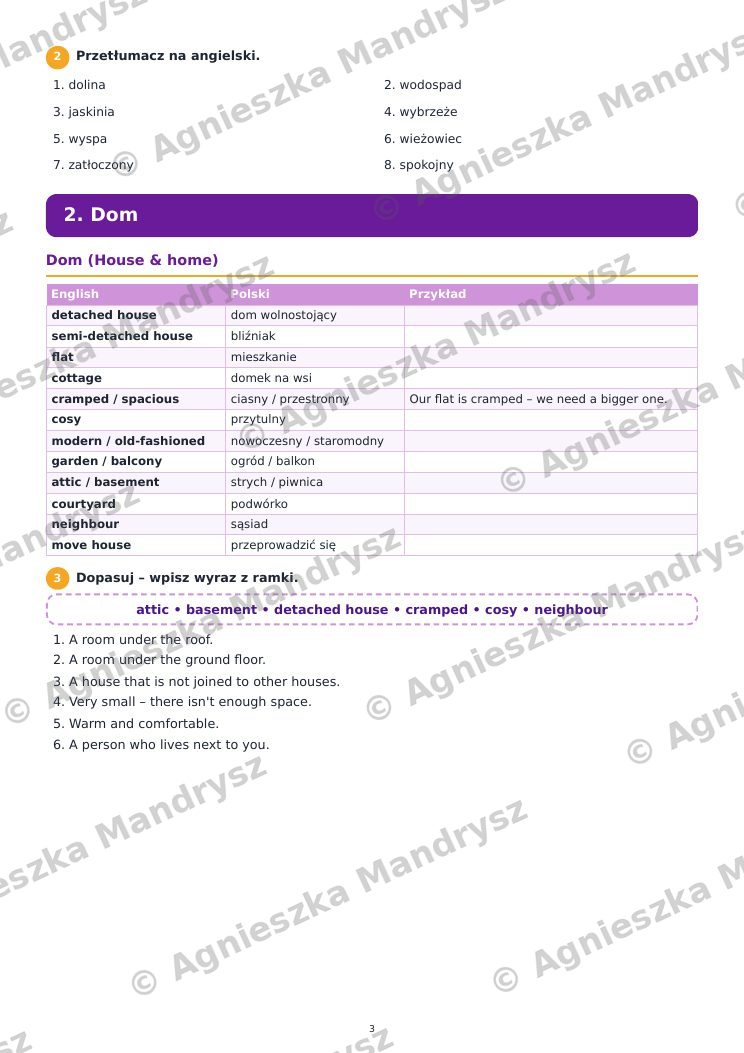 2 Przetłumacz na angielski.
1. dolina 2. wodospad
3. jaskinia 4. wybrzeże
5. wyspa 6. wieżowiec
7. zatłoczony 8. spokojny
2. Dom
Dom (House & home)
English Polski Przykład
detached house dom wolnostojący
semi-detached house bliźniak
flat mieszkanie
cottage domek na wsi
cramped / spacious ciasny / przestronny Our flat is cramped – we need a bigger one.
cosy przytulny
modern / old-fashioned nowoczesny / staromodny
garden / balcony ogród / balkon
attic / basement strych / piwnica
courtyard podwórko
neighbour sąsiad
move house przeprowadzić się
3 Dopasuj – wpisz wyraz z ramki.
attic • basement • detached house • cramped • cosy • neighbour
1. A room under the roof.
2. A room under the ground floor.
3. A house that is not joined to other houses.
4. Very small – there isn't enough space.
5. Warm and comfortable.
6. A person who lives next to you.
© Agnieszka Mandrysz
3